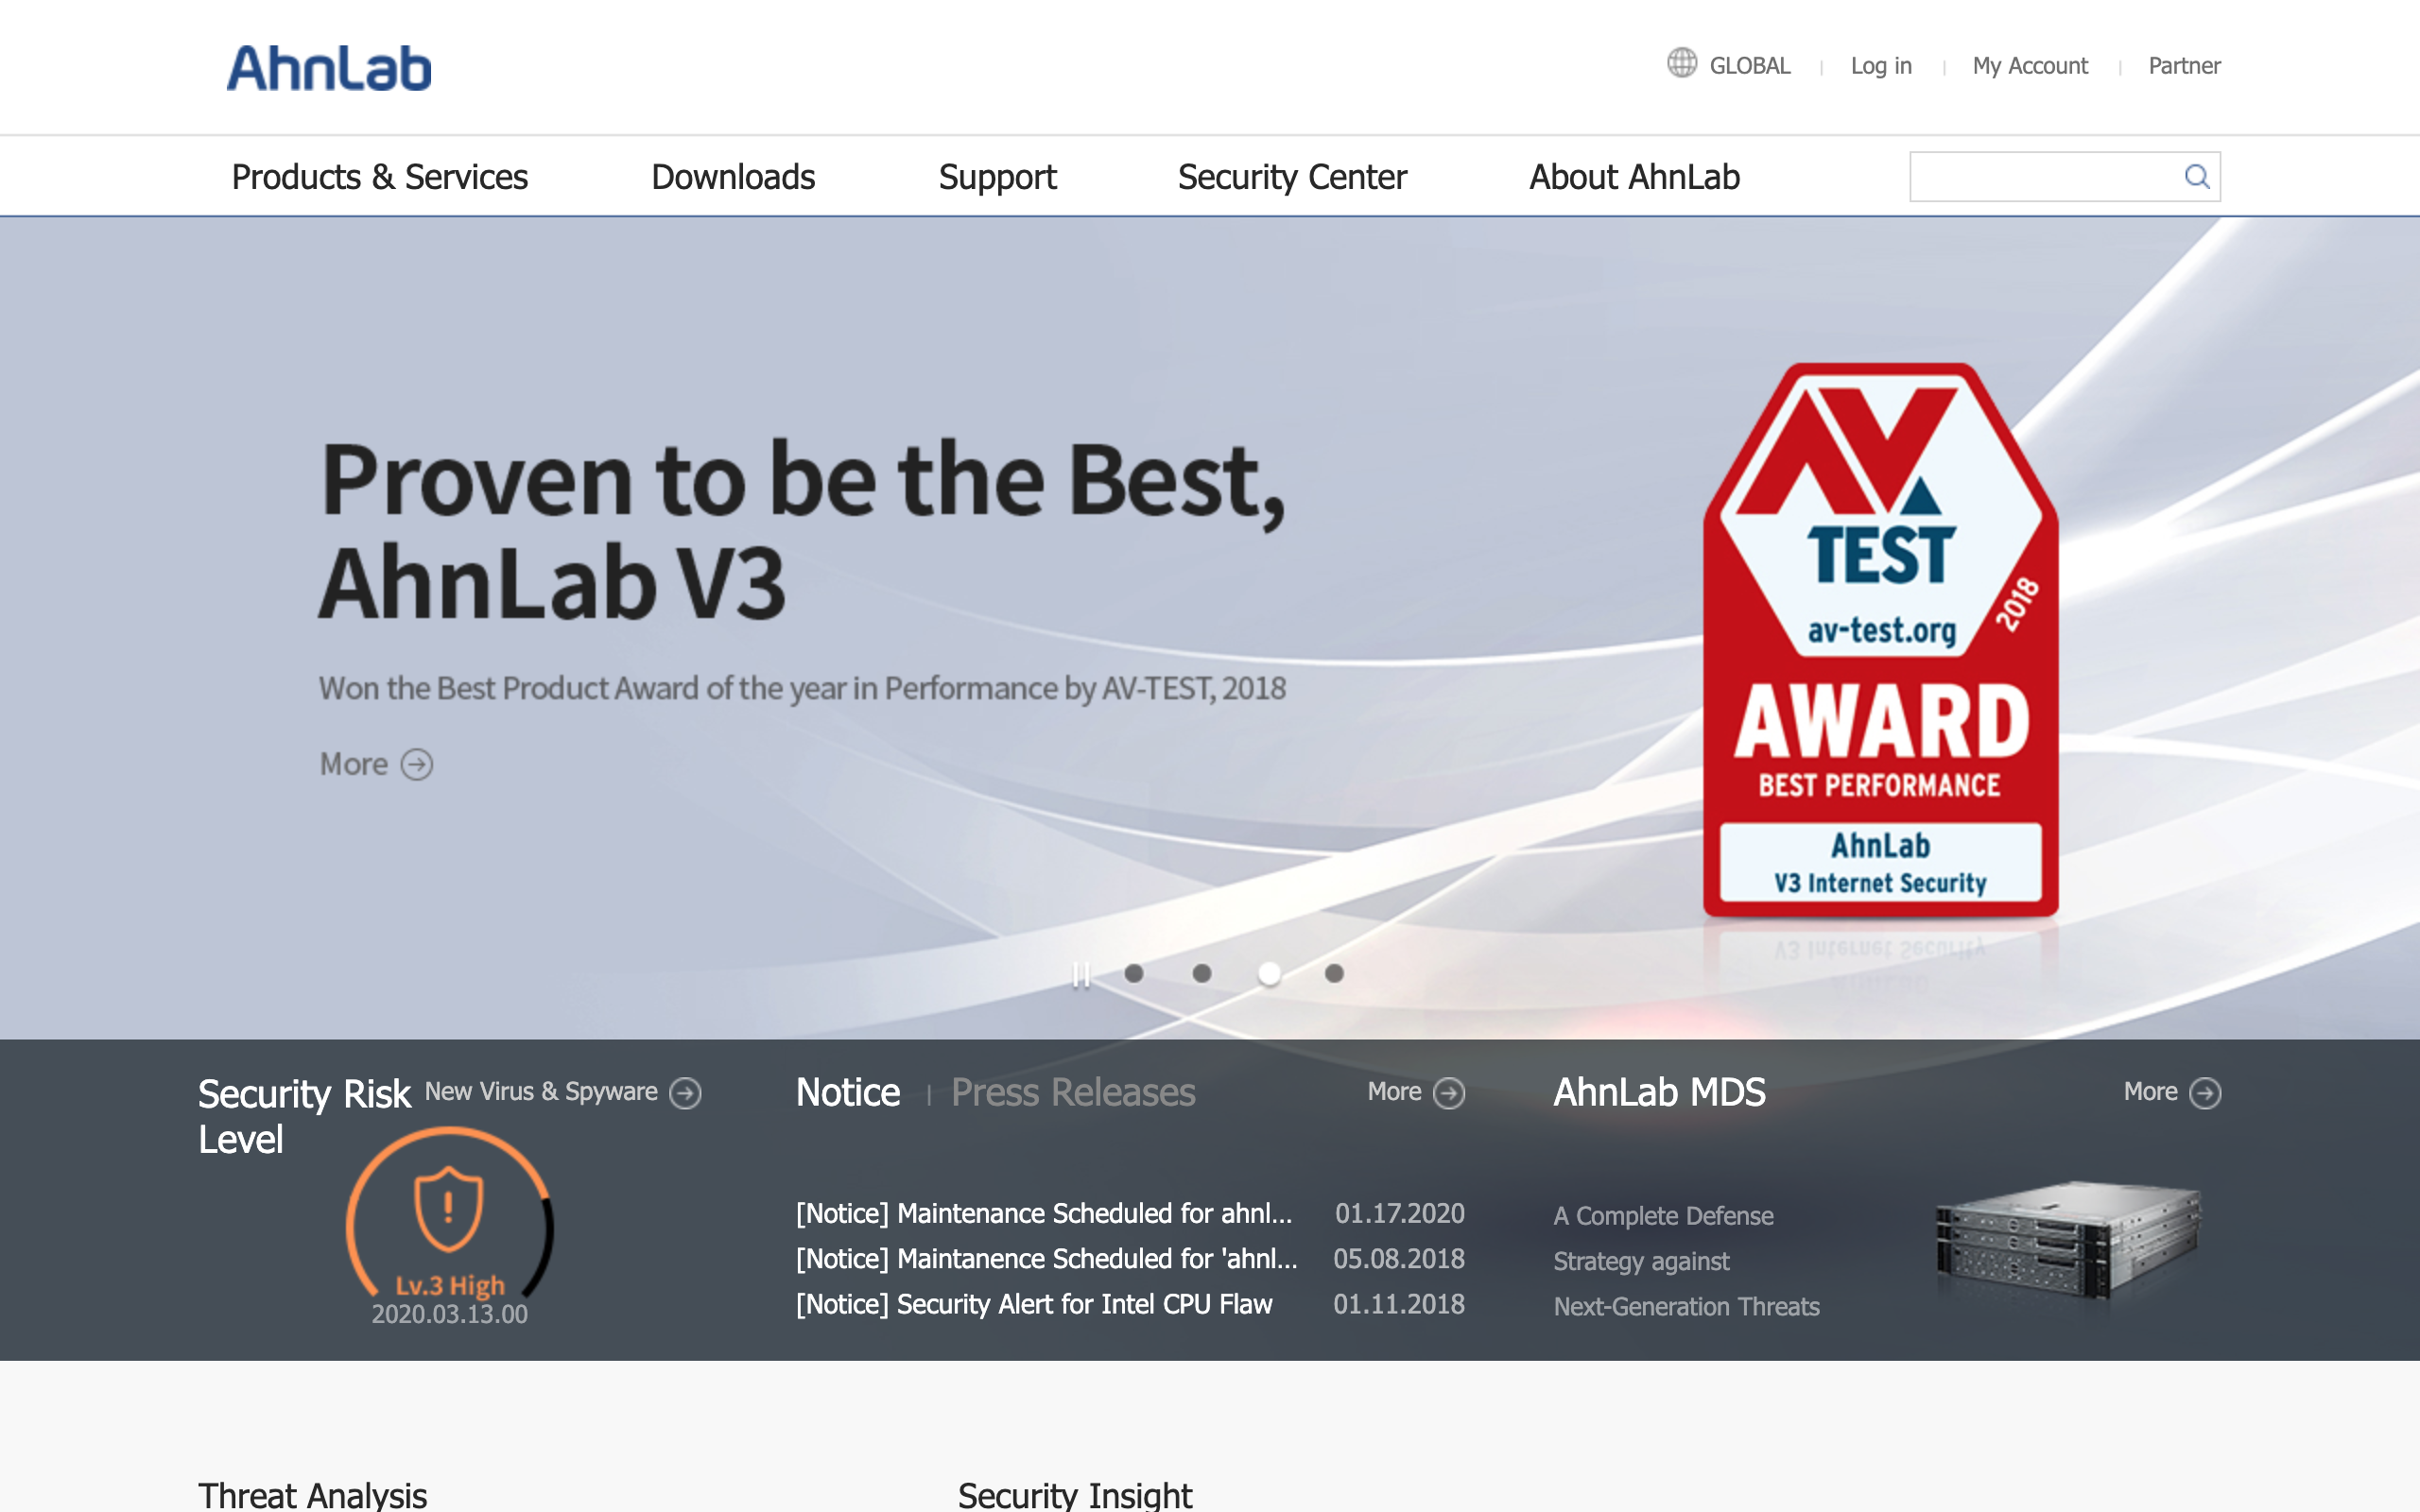 AhnLab
GLOBAL
Log in
My Account
Partner
Products & Services
Downloads
Support
Security Center
About AhnLab
Proven to be the Best,
AhnLab V3
Won the Best Product Award of the year in Performance by AV-TEST, 2018
More
AV
TEST
av-test.org
2018
AWARD
BEST PERFORMANCE
AhnLab
V3 Internet Security
Security Risk
Level
New Virus & Spyware
Lv.3 High
2020.03.13.00
Notice
Press Releases
More
[Notice] Maintenance Scheduled for ahnl... 01.17.2020
[Notice] Maintanence Scheduled for 'ahnl... 05.08.2018
[Notice] Security Alert for Intel CPU Flaw 01.11.2018
AhnLab MDS
More
A Complete Defense
Strategy against
Next-Generation Threats
Threat Analysis
Security Insight